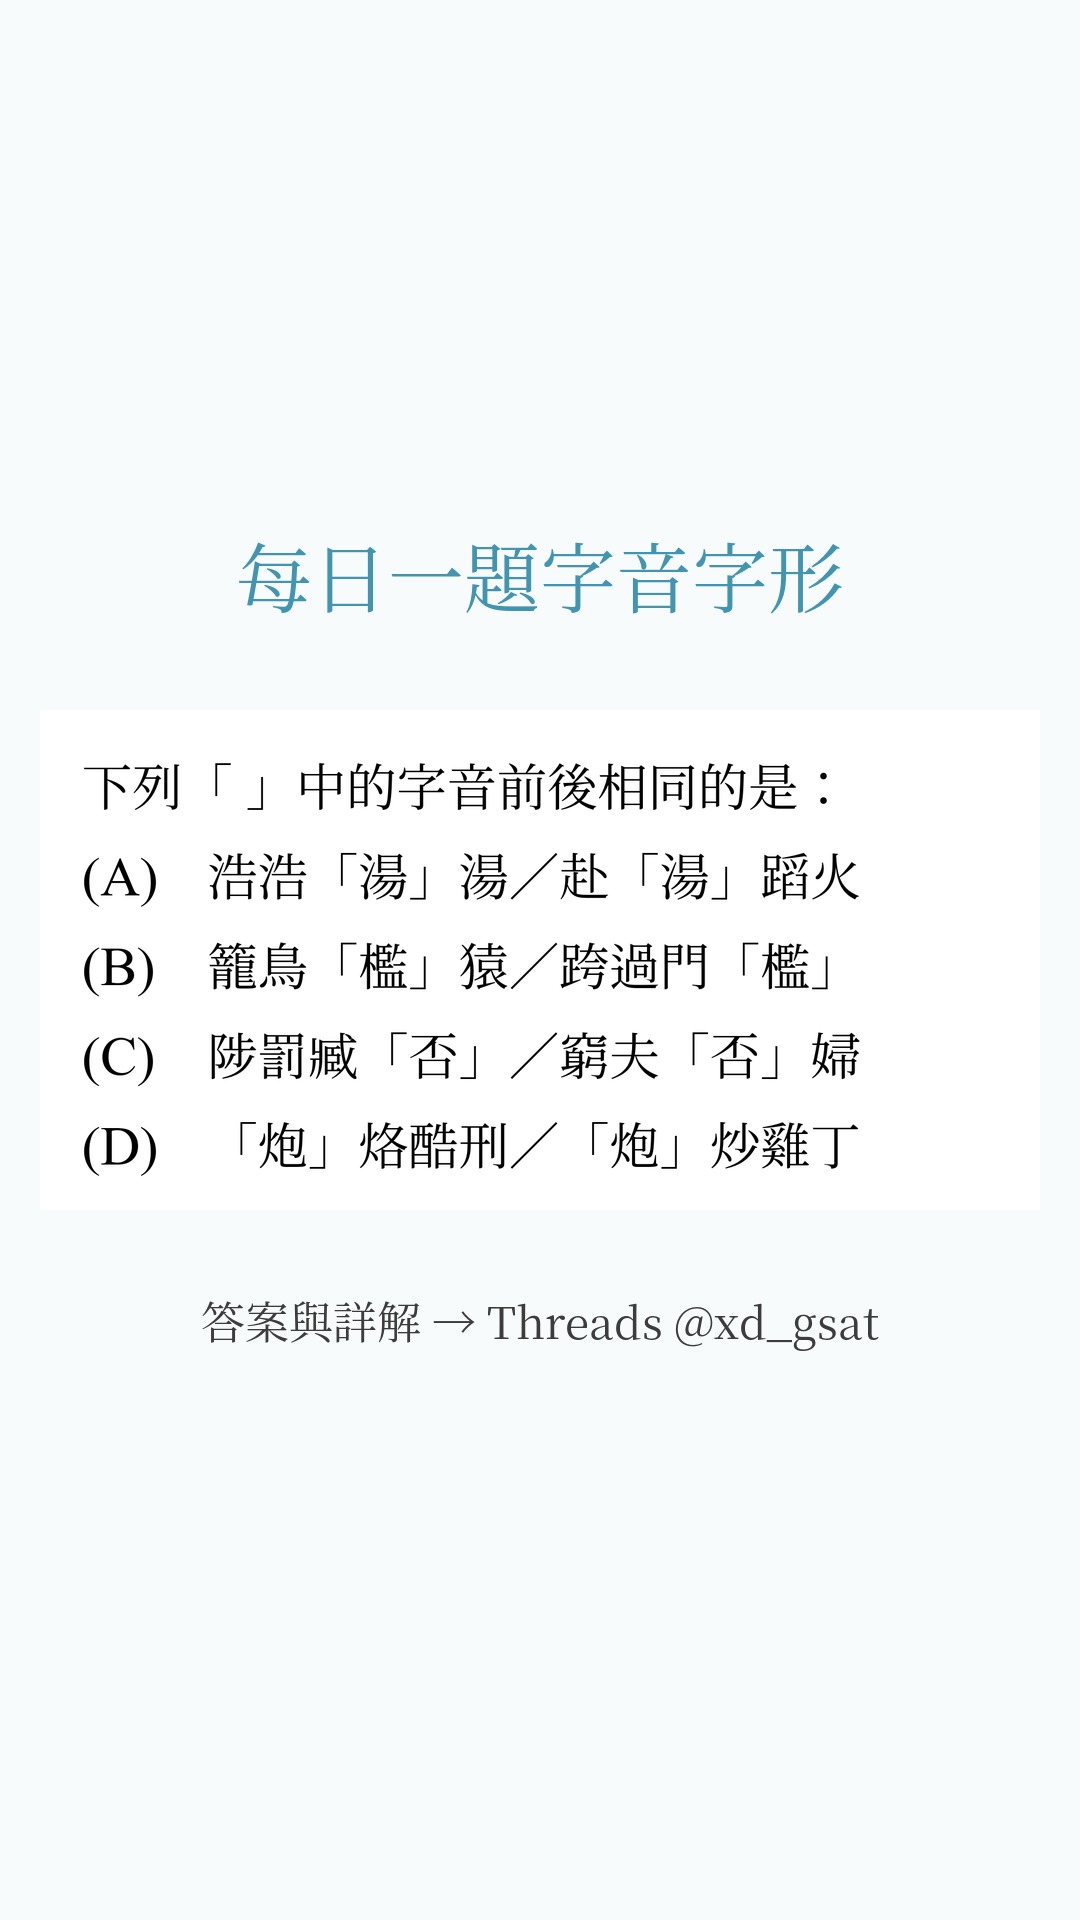 每日一題字音字形
下列「 」中的字音前後相同的是：
(A) 浩浩「湯」湯／赴「湯」蹈火
(B) 籠鳥「檻」猿／跨過門「檻」
(C) 陟罰臧「否」／窮夫「否」婦
(D) 「炮」烙酷刑／「炮」炒雞丁
答案與詳解 → Threads @xd_gsat